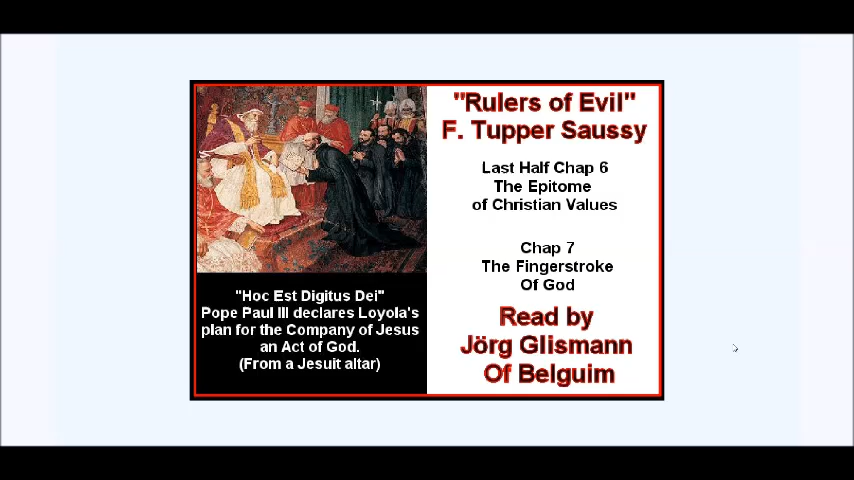 "Rulers of Evil"
F. Tupper Saussy
Last Half Chap 6
The Epitome
of Christian Values
Chap 7
The Fingerstroke
Of God
Read by
Jörg Glismann
Of Belguim
"Hoc Est Digitus Dei"
Pope Paul III declares Loyola's
plan for the Company of Jesus
an Act of God.
(From a Jesuit altar)